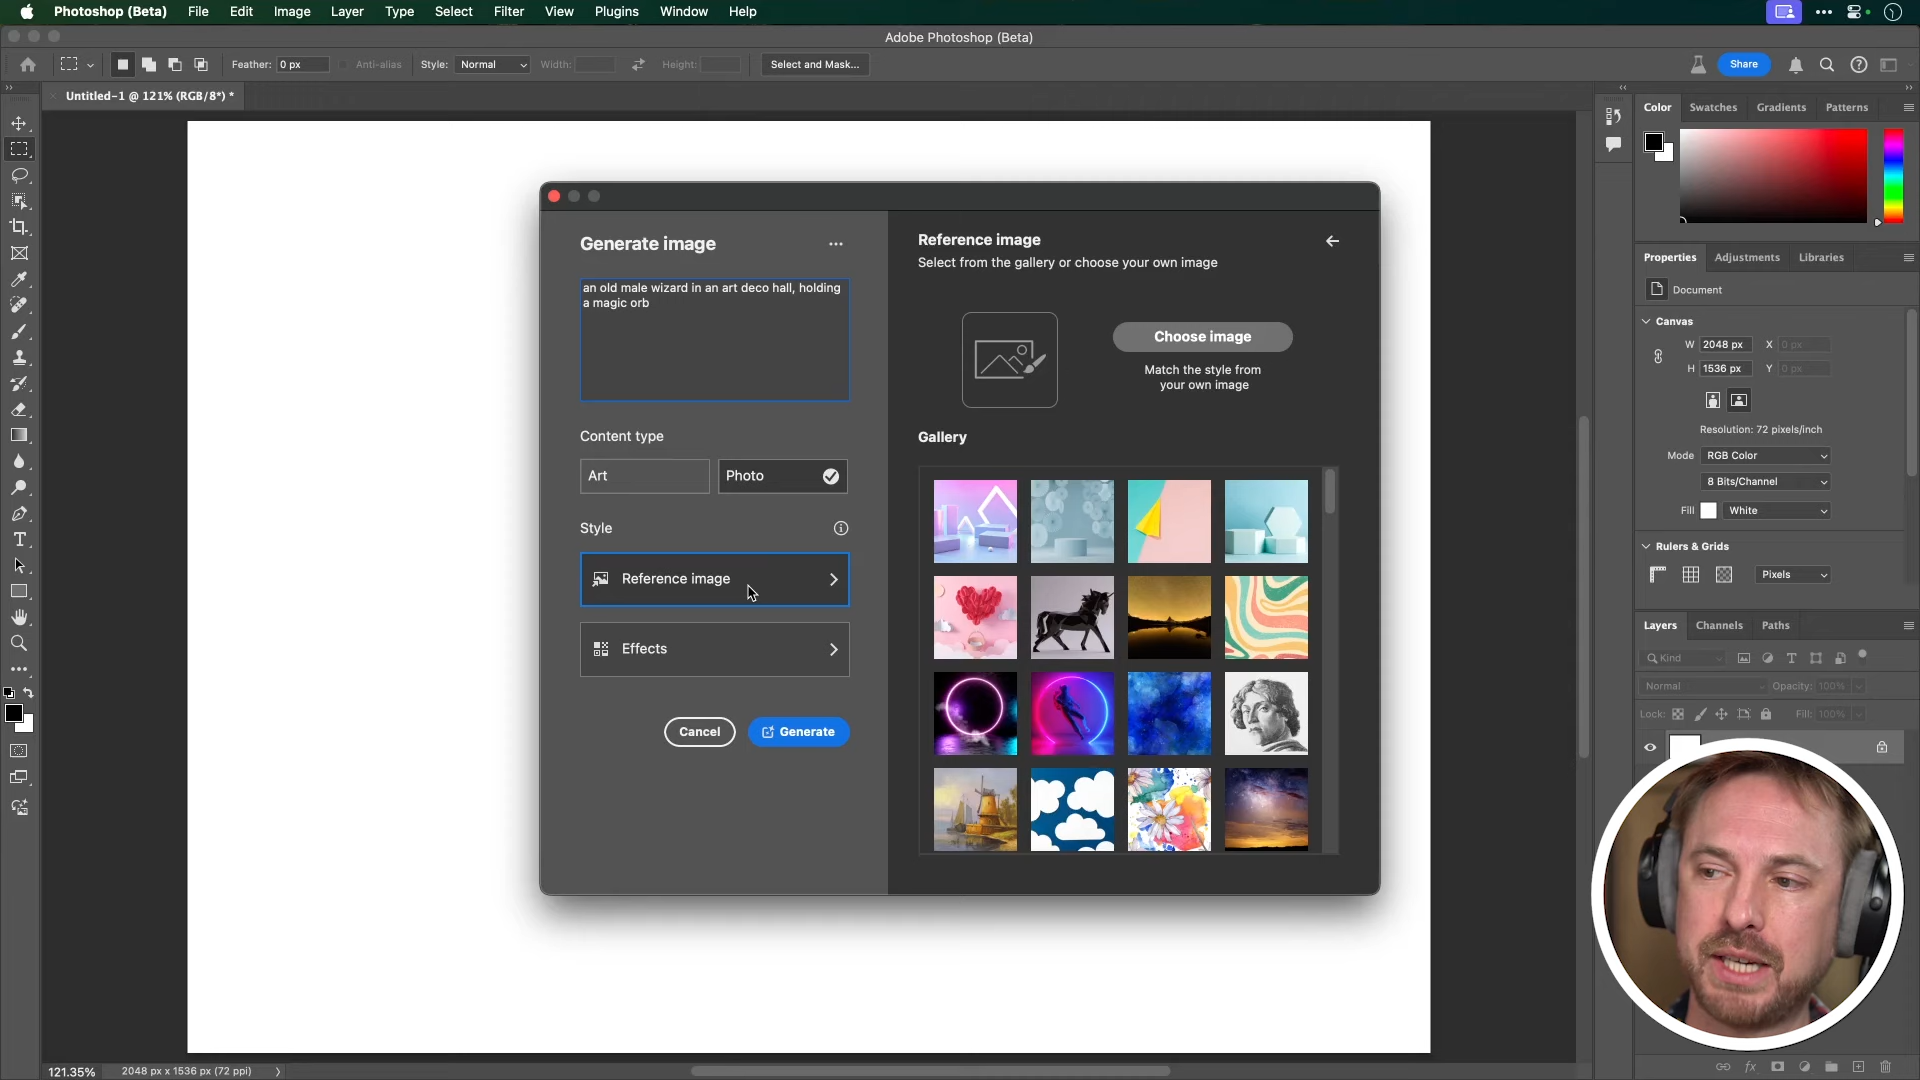 Photoshop (Beta) File Edit Image Layer Type Select Filter View Plugins Window Help
Adobe Photoshop (Beta)
Feather: 0 px Anti-alias Style: Normal Width: Height: Select and Mask... Share
Untitled-1 @ 121% (RGB/8*) *
Color Swatches Gradients Patterns
Generate image
an old male wizard in an art deco hall, holding
a magic orb
Content type
Art
Photo
Style
Reference image
Effects
Cancel
Generate
Reference image
Select from the gallery or choose your own image
Choose image
Match the style from
your own image
Gallery
Properties Adjustments Libraries
Document
Canvas
W 2048 px X 0 px
H 1536 px Y 0 px
Resolution: 72 pixels/inch
Mode RGB Color
8 Bits/Channel
Fill White
Rulers & Grids
Pixels
Layers Channels Paths
Kind
Normal Opacity: 100%
Lock: Fill: 100%
fx
121.35% 2048 px x 1536 px (72 ppi)